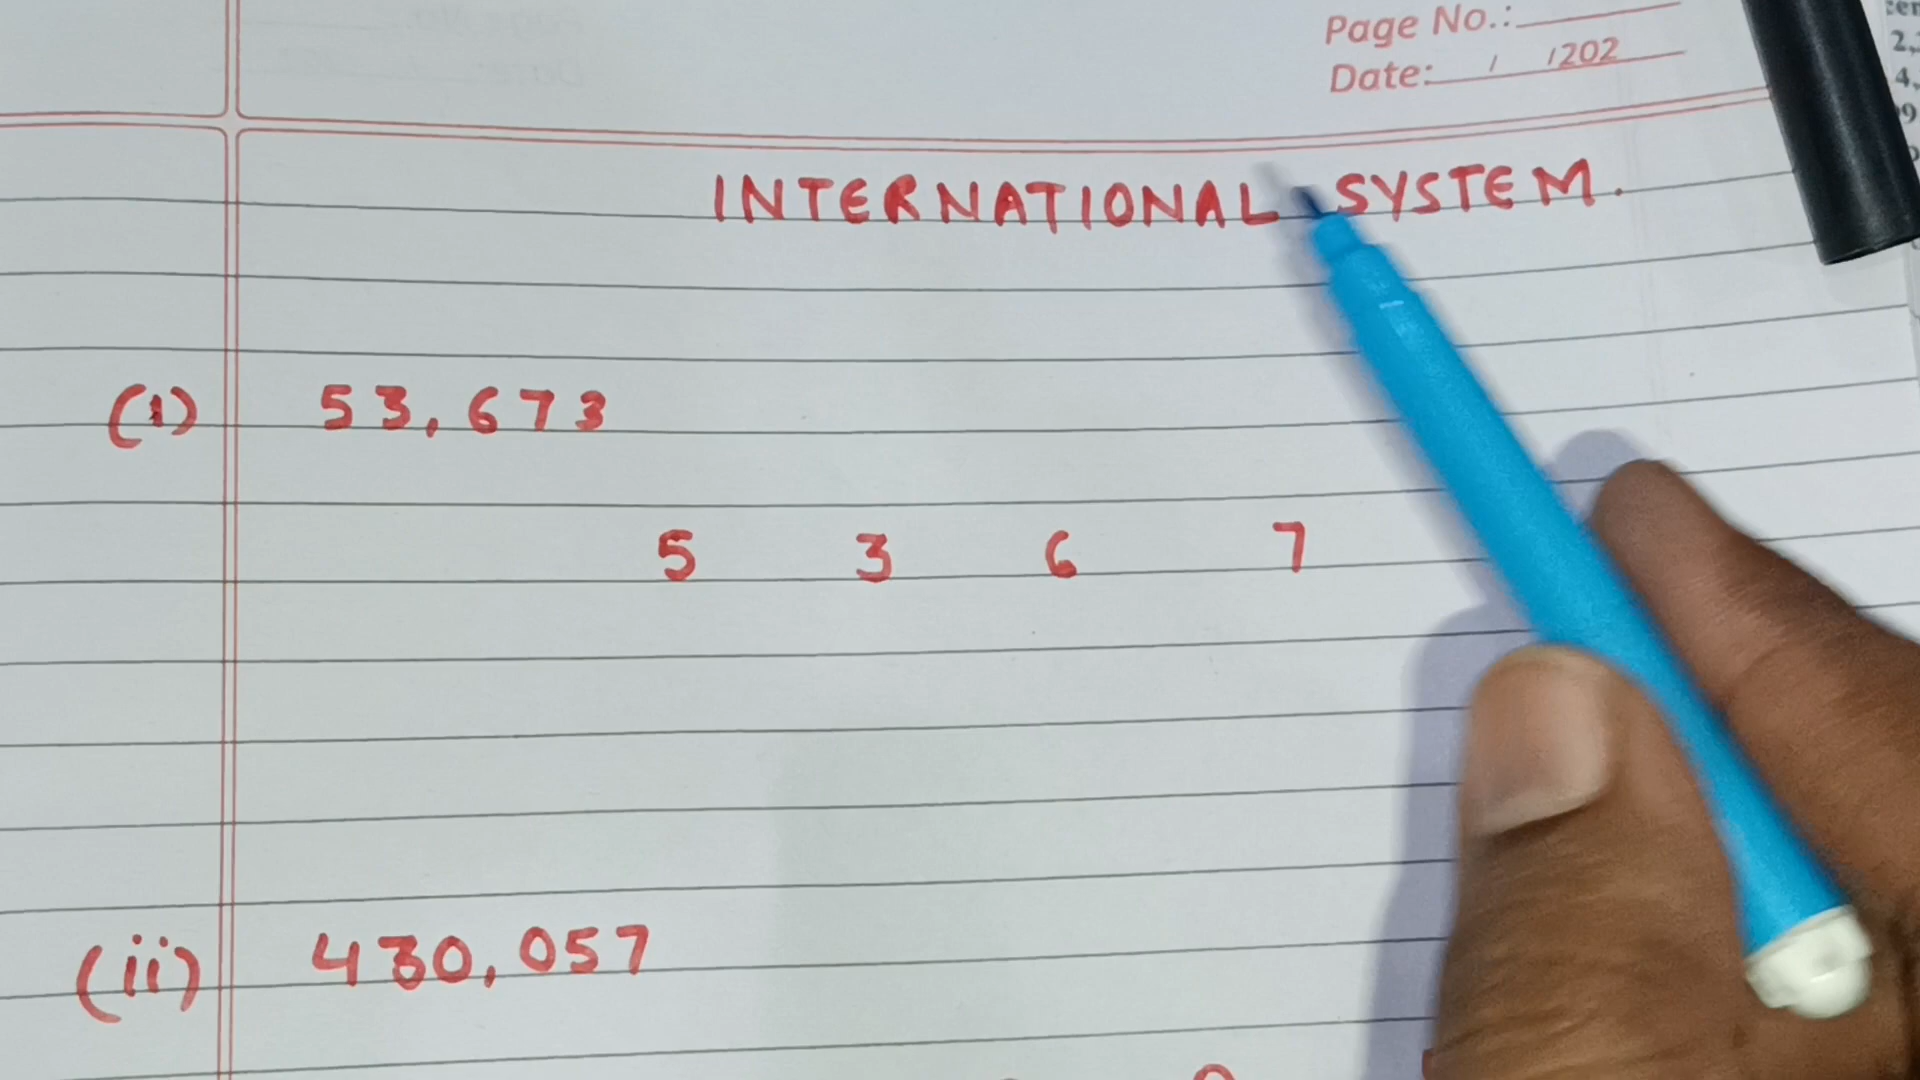 Page No.:
Date: / /202
INTERNATIONAL SYSTEM.
(i) 53,673
5 3 6 7
(ii) 430,057